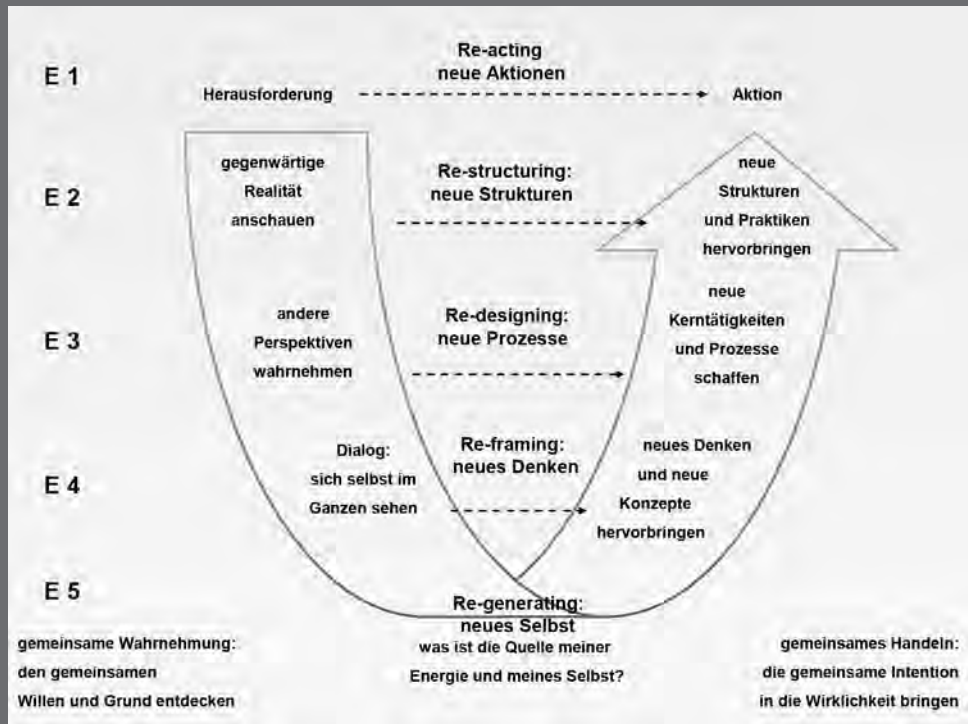 E 1
Re-acting
neue Aktionen
Herausforderung
Aktion
E 2
gegenwärtige
Realität
anschauen
Re-structuring:
neue Strukturen
neue
Strukturen
und Praktiken
hervorbringen
E 3
andere
Perspektiven
wahrnehmen
Re-designing:
neue Prozesse
neue
Kerntätigkeiten
und Prozesse
schaffen
E 4
Dialog:
sich selbst im
Ganzen sehen
Re-framing:
neues Denken
neues Denken
und neue
Konzepte
hervorbringen
E 5
Re-generating:
neues Selbst
was ist die Quelle meiner
Energie und meines Selbst?
gemeinsame Wahrnehmung:
den gemeinsamen
Willen und Grund entdecken
gemeinsames Handeln:
die gemeinsame Intention
in die Wirklichkeit bringen